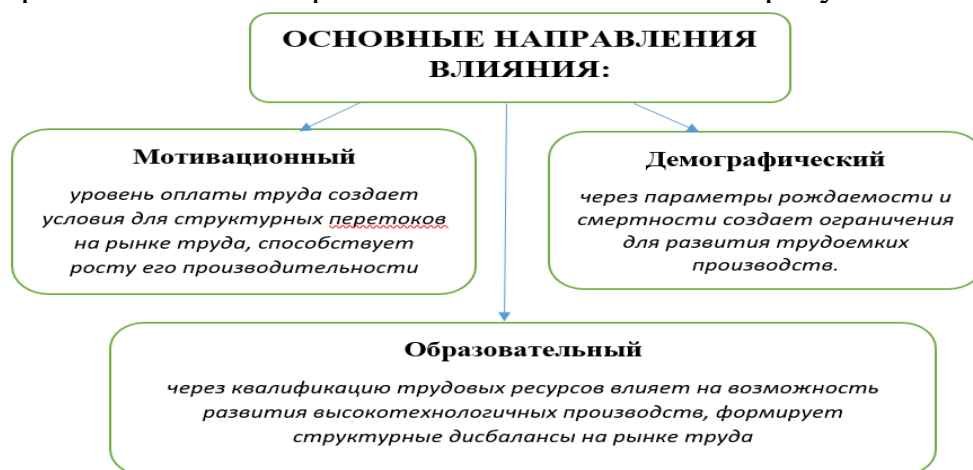 ОСНОВНЫЕ НАПРАВЛЕНИЯ
ВЛИЯНИЯ:
Мотивационный
уровень оплаты труда создает
условия для структурных перетоков
на рынке труда, способствует
росту его производительности
Демографический
через параметры рождаемости и
смертности создает ограничения
для развития трудоемких
производств.
Образовательный
через квалификацию трудовых ресурсов влияет на возможность
развития высокотехнологичных производств, формирует
структурные дисбалансы на рынке труда